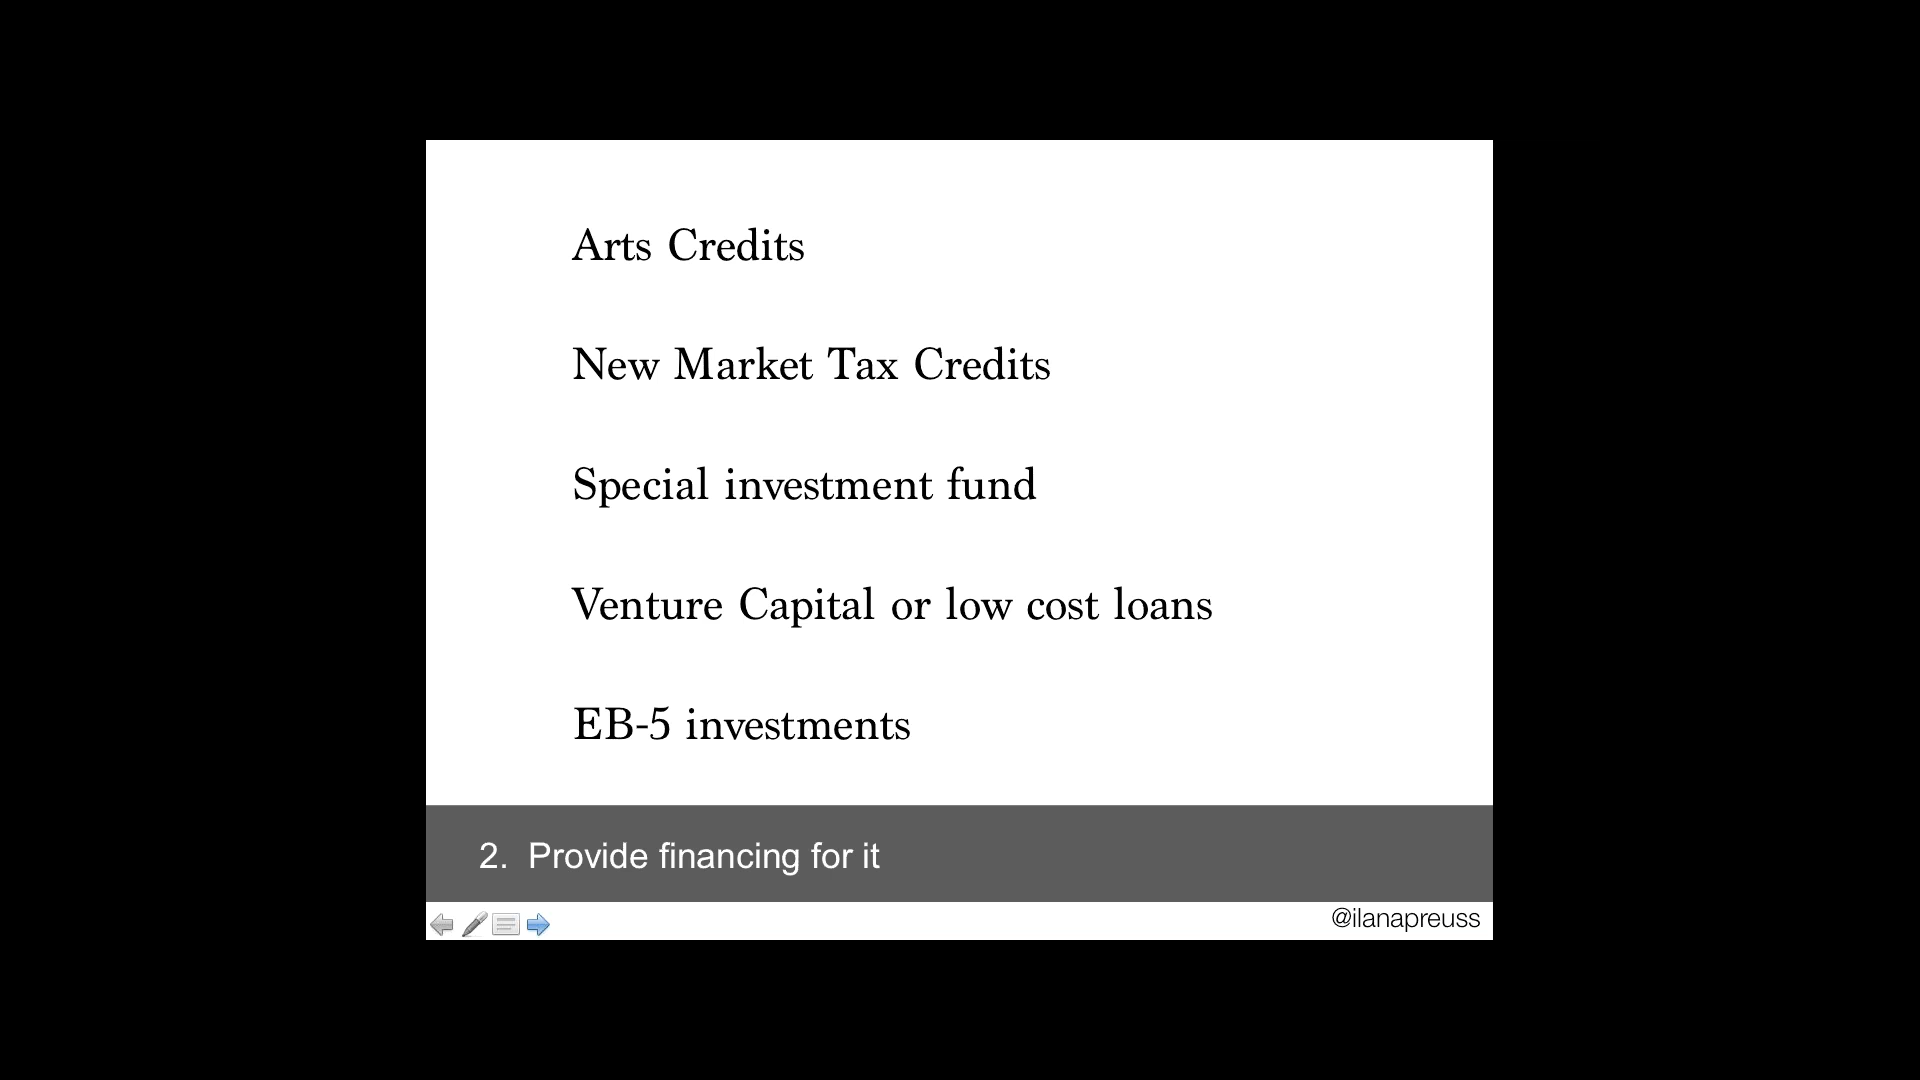 Arts Credits
New Market Tax Credits
Special investment fund
Venture Capital or low cost loans
EB-5 investments
2. Provide financing for it
@ilanapreuss